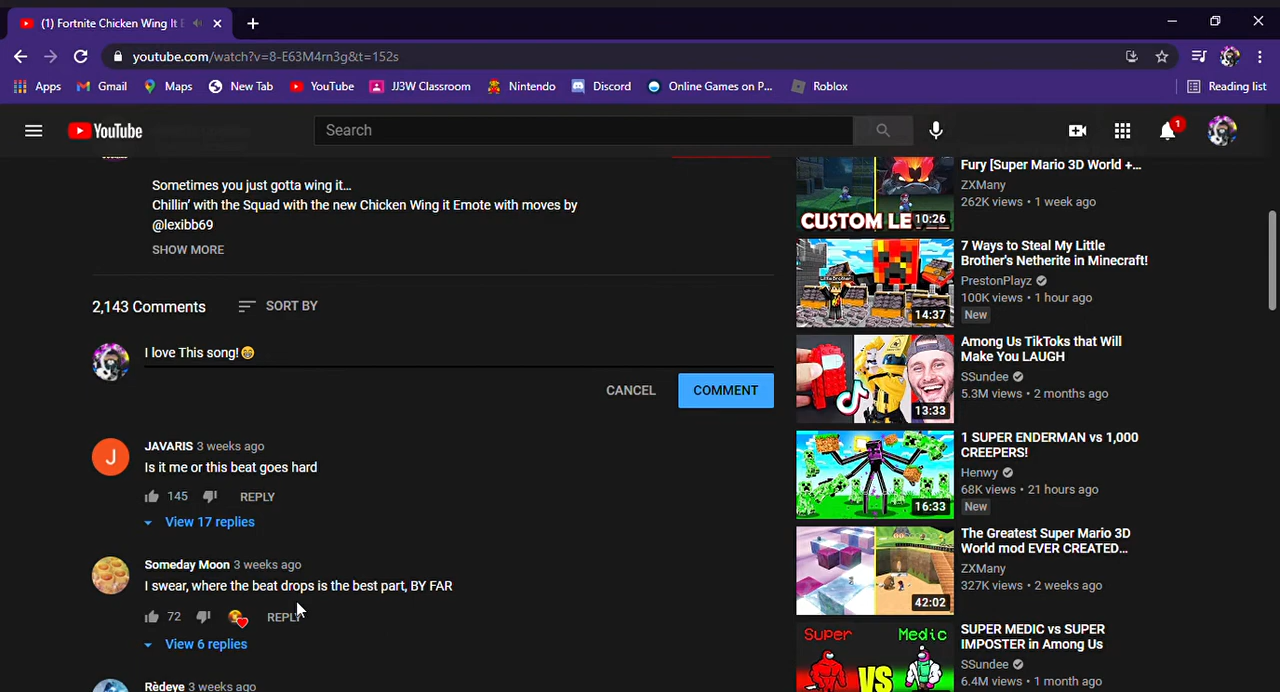 (1) Fortnite Chicken Wing It E
youtube.com/watch?v=8-E63M4rn3g&t=152s
Apps Gmail Maps New Tab YouTube JJ3W Classroom Nintendo Discord Online Games on P... Roblox Reading list
YouTube
Search
1
Sometimes you just gotta wing it...
Chillin' with the Squad with the new Chicken Wing it Emote with moves by
@lexibb69
SHOW MORE
2,143 Comments SORT BY
I love This song!😁
CANCEL COMMENT
J
JAVARIS 3 weeks ago
Is it me or this beat goes hard
145 REPLY
View 17 replies
Someday Moon 3 weeks ago
I swear, where the beat drops is the best part, BY FAR
72 REPLY
View 6 replies
Rèdeye 3 weeks ago
CUSTOM LE
10:26
Fury [Super Mario 3D World +...
ZXMany
262K views • 1 week ago
14:37
7 Ways to Steal My Little
Brother's Netherite in Minecraft!
PrestonPlayz
100K views • 1 hour ago
New
13:33
Among Us TikToks that Will
Make You LAUGH
SSundee
5.3M views • 2 months ago
16:33
1 SUPER ENDERMAN vs 1,000
CREEPERS!
Henwy
68K views • 21 hours ago
New
42:02
The Greatest Super Mario 3D
World mod EVER CREATED...
ZXMany
327K views • 2 weeks ago
Super Medic
VS
SUPER MEDIC vs SUPER
IMPOSTER in Among Us
SSundee
6.4M views • 1 month ago